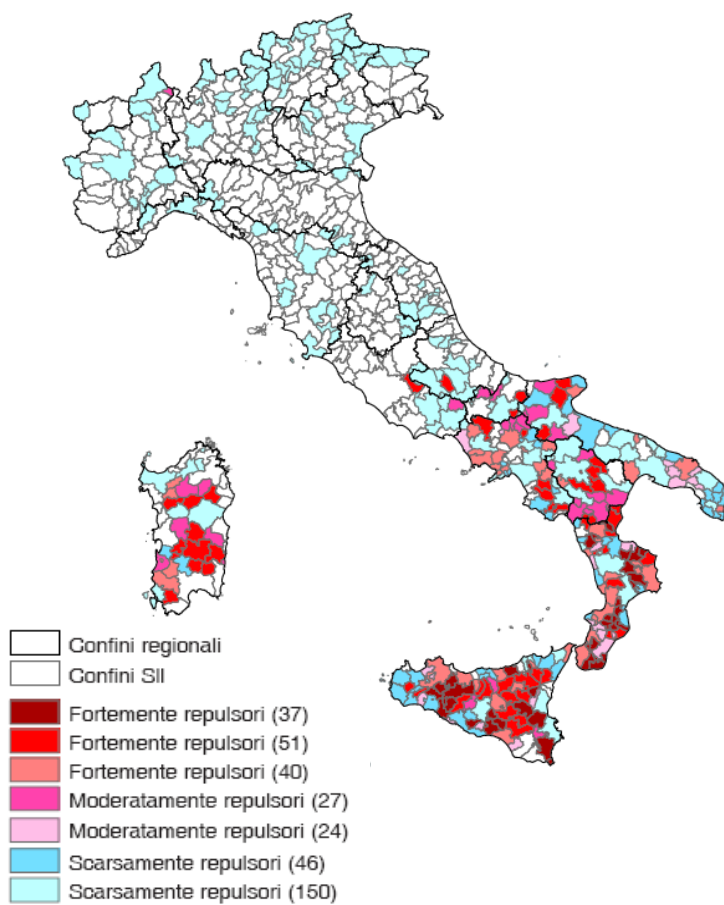 Confini regionali
Confini Sll
Fortemente repulsori (37)
Fortemente repulsori (51)
Fortemente repulsori (40)
Moderatamente repulsori (27)
Moderatamente repulsori (24)
Scarsamente repulsori (46)
Scarsamente repulsori (150)